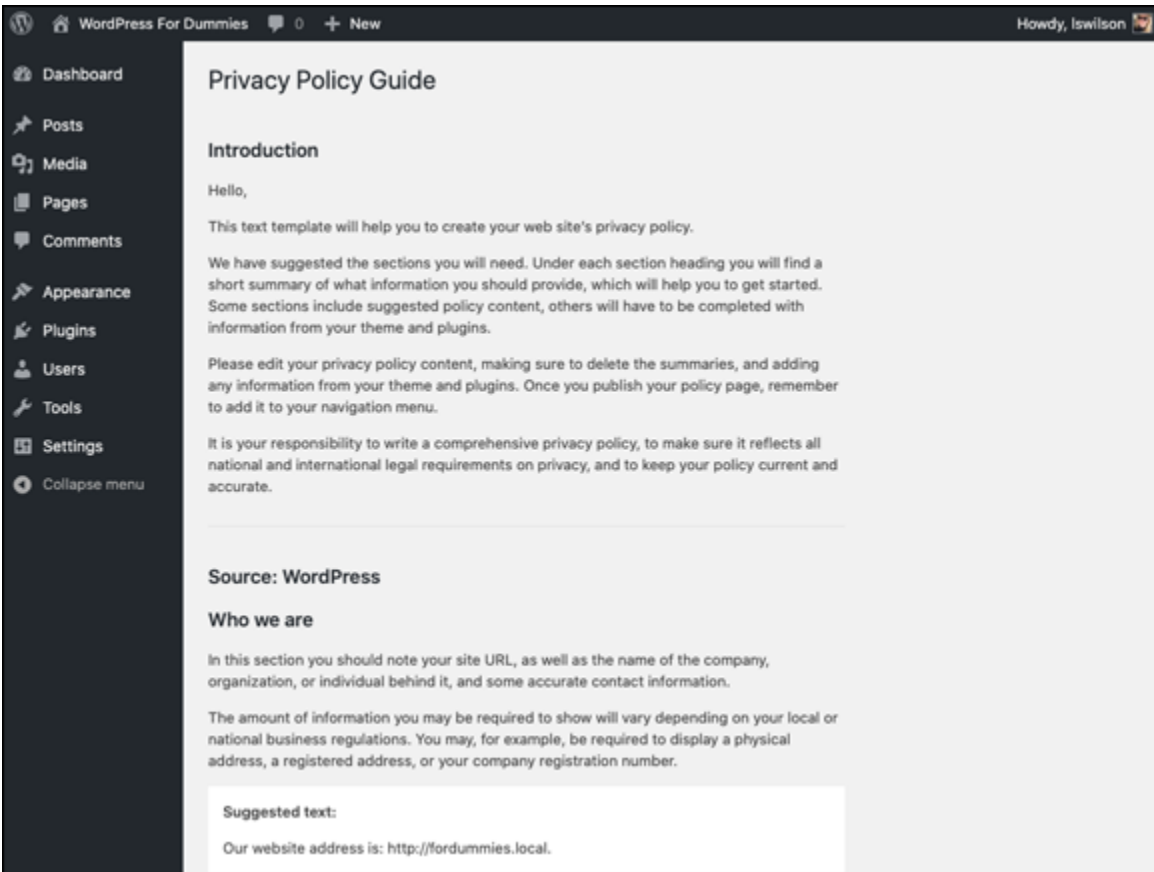 WordPress For Dummies 0 + New Howdy, lswilson
Dashboard
Posts
Media
Pages
Comments
Appearance
Plugins
Users
Tools
Settings
Collapse menu
Privacy Policy Guide
Introduction
Hello,
This text template will help you to create your web site's privacy policy.
We have suggested the sections you will need. Under each section heading you will find a
short summary of what information you should provide, which will help you to get started.
Some sections include suggested policy content, others will have to be completed with
information from your theme and plugins.
Please edit your privacy policy content, making sure to delete the summaries, and adding
any information from your theme and plugins. Once you publish your policy page, remember
to add it to your navigation menu.
It is your responsibility to write a comprehensive privacy policy, to make sure it reflects all
national and international legal requirements on privacy, and to keep your policy current and
accurate.
Source: WordPress
Who we are
In this section you should note your site URL, as well as the name of the company,
organization, or individual behind it, and some accurate contact information.
The amount of information you may be required to show will vary depending on your local or
national business regulations. You may, for example, be required to display a physical
address, a registered address, or your company registration number.
Suggested text:
Our website address is: http://fordummies.local.